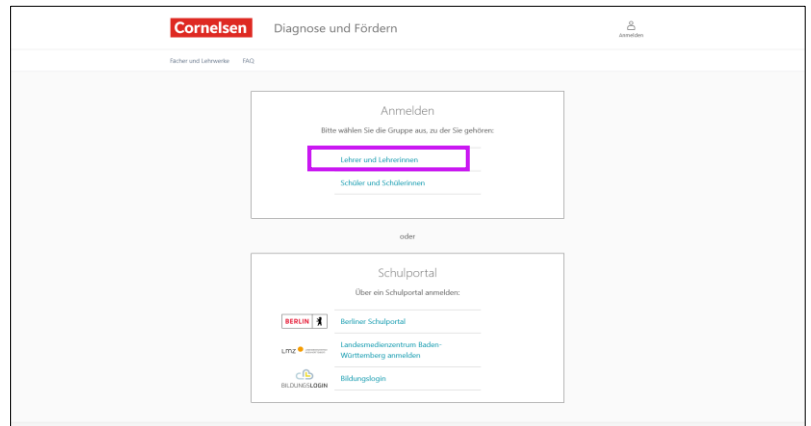 Cornelsen Diagnose und Fördern
Anmelden
Fächer und Lehrwerke FAQ
Anmelden
Bitte wählen Sie die Gruppe aus, zu der Sie gehören:
Lehrer und Lehrerinnen
Schüler und Schülerinnen
oder
Schulportal
Über ein Schulportal anmelden:
BERLIN Berliner Schulportal
LMZ
Landesmedienzentrum Baden-
Württemberg anmelden
BILDUNGSLOGIN Bildungslogin